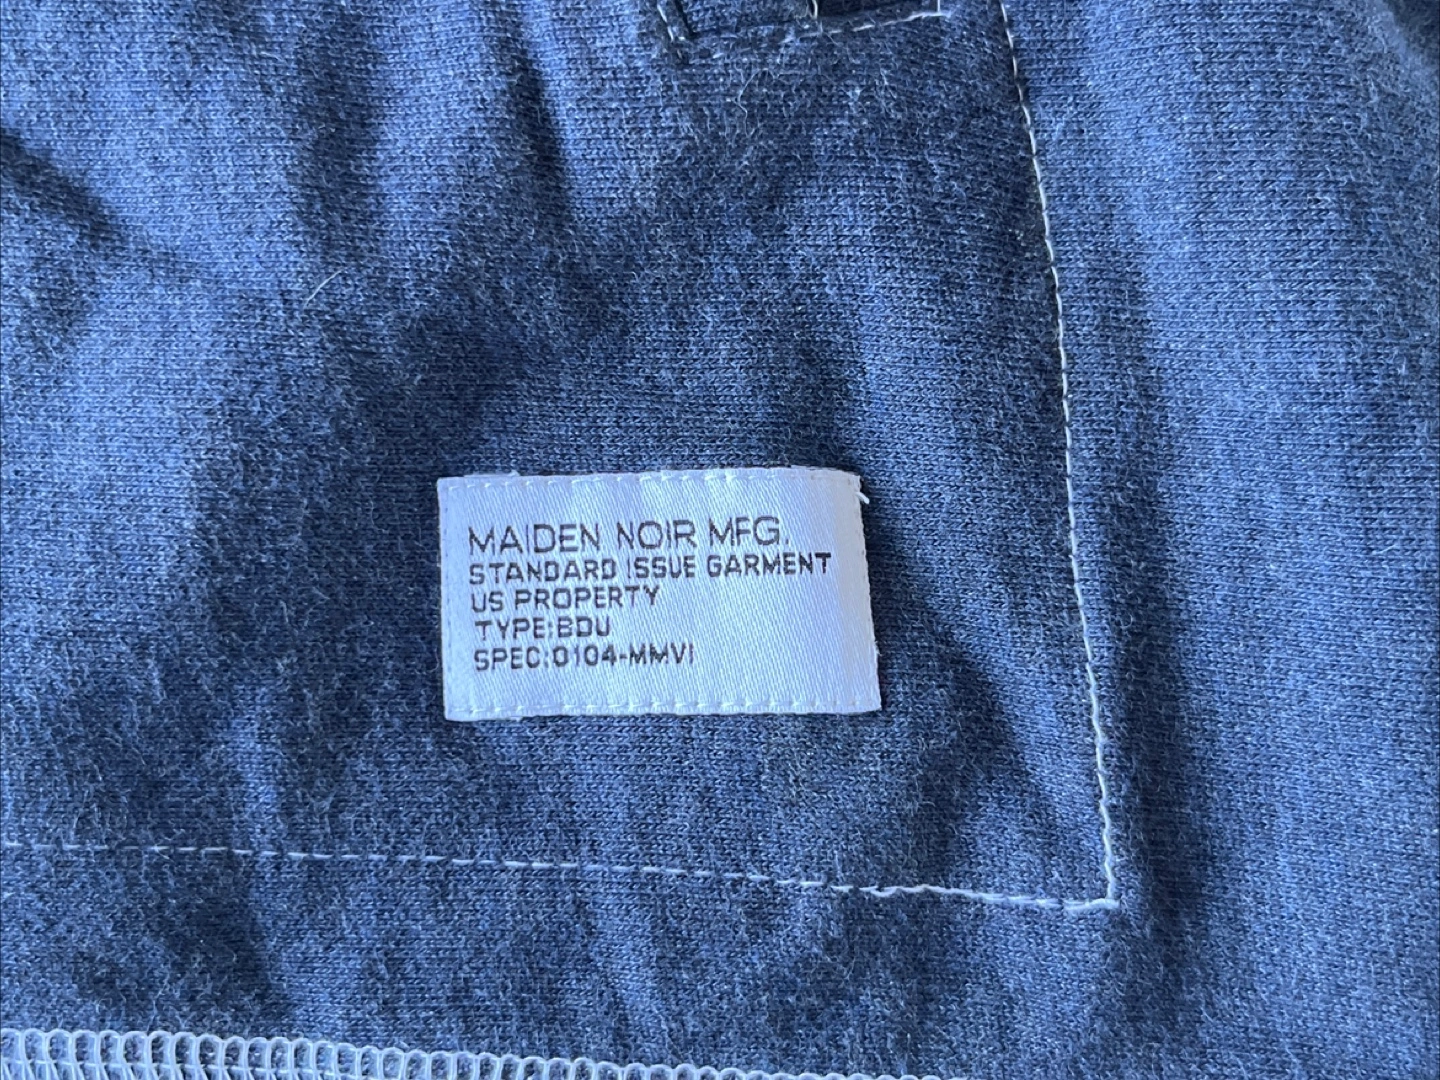 MAIDEN NOIR MFG.
STANDARD ISSUE GARMENT
US PROPERTY
TYPE:BDU
SPEC:0104-MMVI